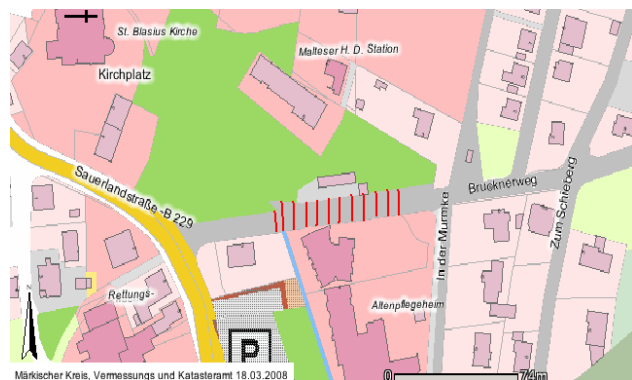 St. Blasius Kirche
Malteser H. D. Station
Kirchplatz
Sauerlandstraße -B 229
Brucknerweg
In der Murmke
Zum Schieberg
Rettungs-
Altenpflegeheim
P
N
0 74m
Märkischer Kreis, Vermessungs und Katasteramt 18.03.2008